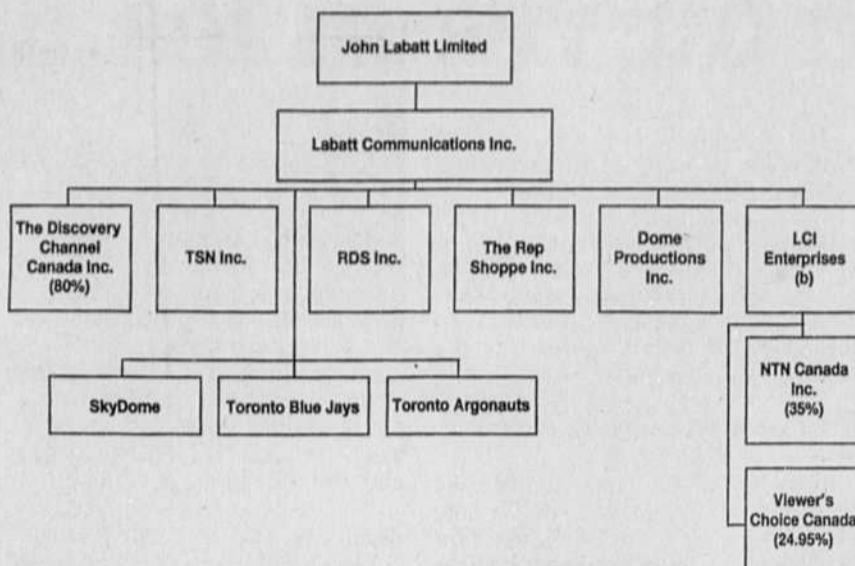 John Labatt Limited
Labatt Communications Inc.
The Discovery
Channel
Canada Inc.
(80%)
TSN Inc.
RDS Inc.
The Rep
Shoppe Inc.
Dome
Productions
Inc.
LCI
Enterprises
(b)
SkyDome
Toronto Blue Jays
Toronto Argonauts
NTN Canada
Inc.
(35%)
Viewer's
Choice Canada
(24.95%)